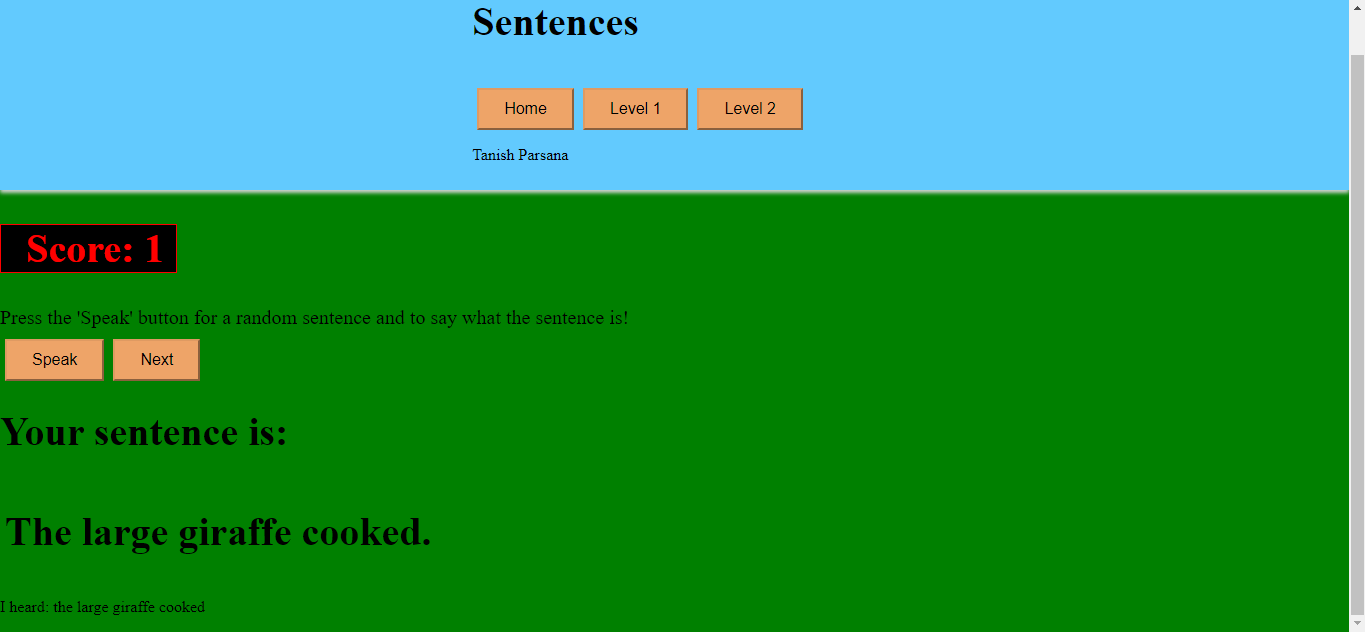 Sentences
Home Level 1 Level 2
Tanish Parsana
Score: 1
Press the 'Speak' button for a random sentence and to say what the sentence is!
Speak Next
Your sentence is:
The large giraffe cooked.
I heard: the large giraffe cooked